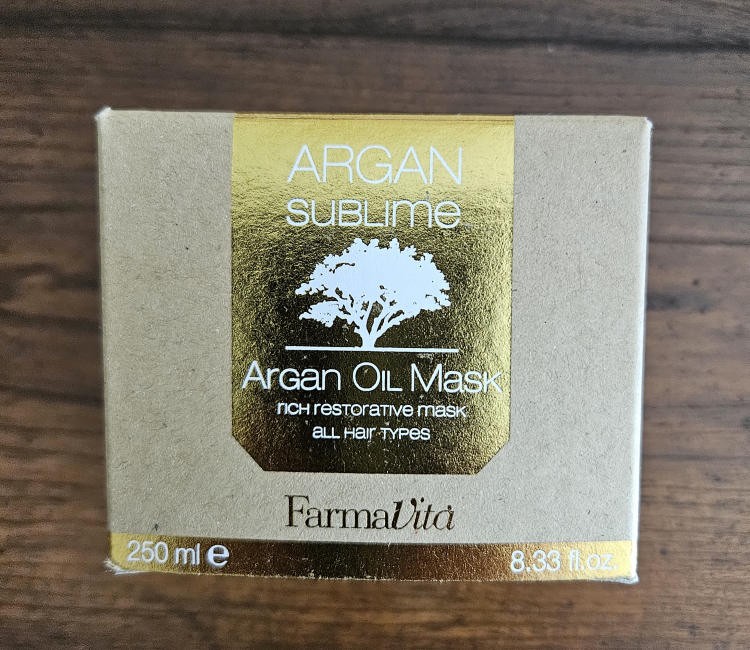 ARGAN
SUBLIme
Argan OIL Mask
rich restorative mask
ALL Hair TYPES
FarmaVita
250 ml e
8.33 fl.oz.